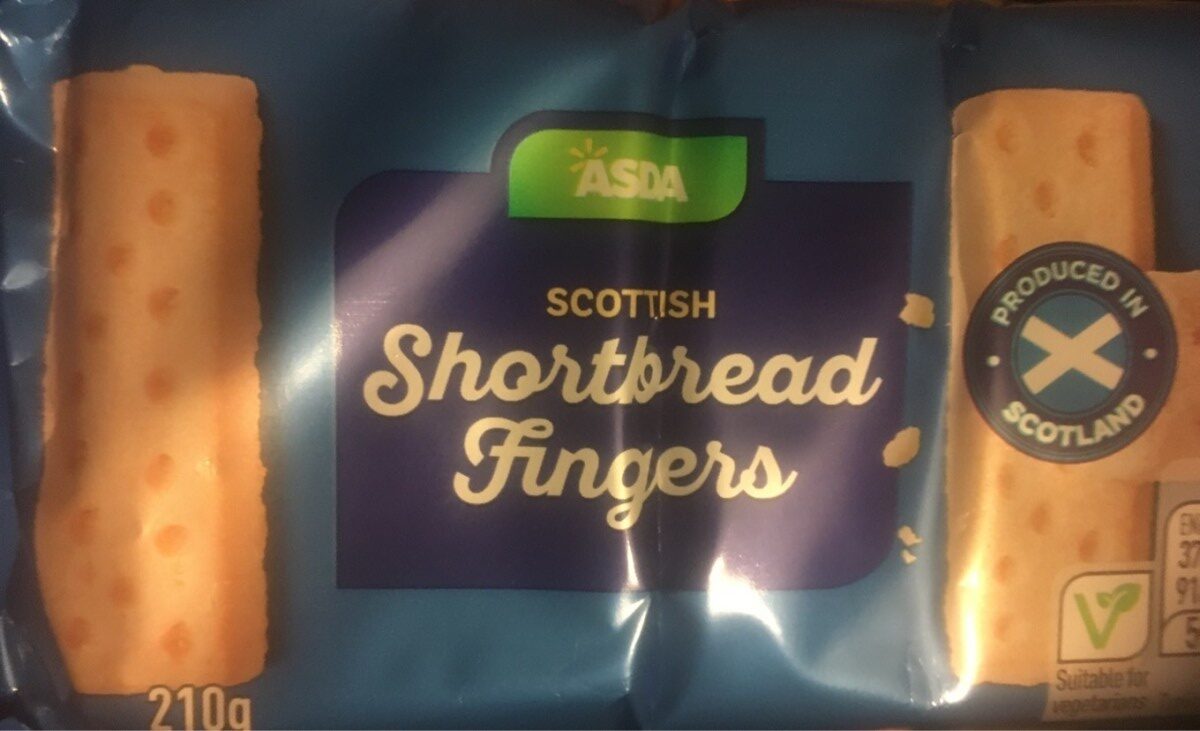 ASDA
SCOTTISH
Shortbread
Fingers
PRODUCED IN
SCOTLAND
210g
Suitable for
vegetarians